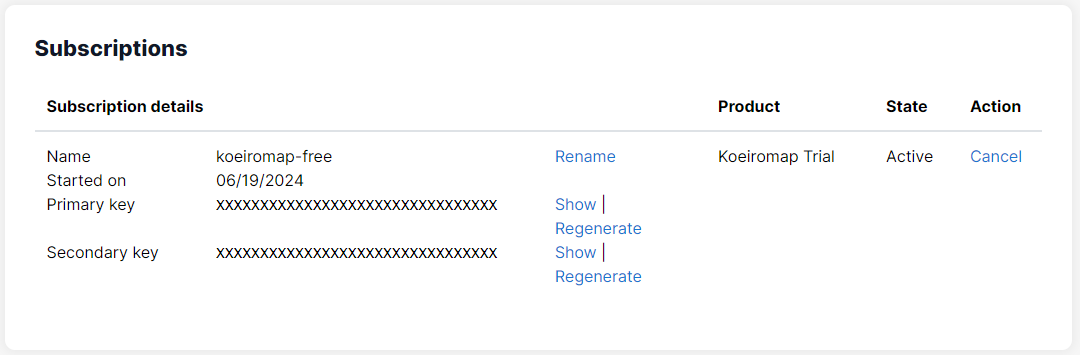 Subscriptions
Subscription details Product State Action
Name koeiromap-free Rename Koeiromap Trial Active Cancel
Started on 06/19/2024
Primary key XXXXXXXXXXXXXXXXXXXXXXXXXXXXXXXX Show |
Regenerate
Secondary key XXXXXXXXXXXXXXXXXXXXXXXXXXXXXXXX Show |
Regenerate